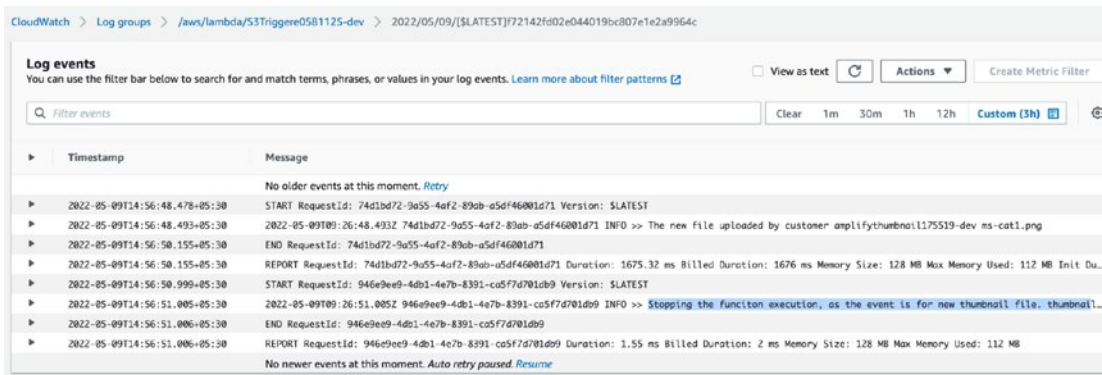 CloudWatch > Log groups > /aws/lambda/S3Triggere0581125-dev > 2022/05/09/[$LATEST]f72142fd02e044019bc807e1e2a9964c
Log events
You can use the filter bar below to search for and match terms, phrases, or values in your log events. Learn more about filter patterns
View as text Actions Create Metric Filter
Filter events Clear 1m 30m 1h 12h Custom (3h)
Timestamp Message
No older events at this moment. Retry
2022-05-09T14:56:48.478+05:30 START RequestId: 74d1bd72-9a55-4af2-89ab-a5df46001d71 Version: $LATEST
2022-05-09T14:56:48.493+05:30 2022-05-09T09:26:48.493Z 74d1bd72-9a55-4af2-89ab-a5df46001d71 INFO >> The new file uploaded by customer amplifythumbnail175519-dev ms-cat1.png
2022-05-09T14:56:50.155+05:30 END RequestId: 74d1bd72-9a55-4af2-89ab-a5df46001d71
2022-05-09T14:56:50.155+05:30 REPORT RequestId: 74d1bd72-9a55-4af2-89ab-a5df46001d71 Duration: 1675.32 ms Billed Duration: 1676 ms Memory Size: 128 MB Max Memory Used: 112 MB Init Du...
2022-05-09T14:56:50.999+05:30 START RequestId: 946e9ee9-4db1-4e7b-8391-ca5f7d701db9 Version: $LATEST
2022-05-09T14:56:51.005+05:30 2022-05-09T09:26:51.005Z 946e9ee9-4db1-4e7b-8391-ca5f7d701db9 INFO >> Stopping the funciton execution, as the event is for new thumbnail file. thumbnail...
2022-05-09T14:56:51.006+05:30 END RequestId: 946e9ee9-4db1-4e7b-8391-ca5f7d701db9
2022-05-09T14:56:51.006+05:30 REPORT RequestId: 946e9ee9-4db1-4e7b-8391-ca5f7d701db9 Duration: 1.55 ms Billed Duration: 2 ms Memory Size: 128 MB Max Memory Used: 112 MB
No newer events at this moment. Auto retry paused. Resume